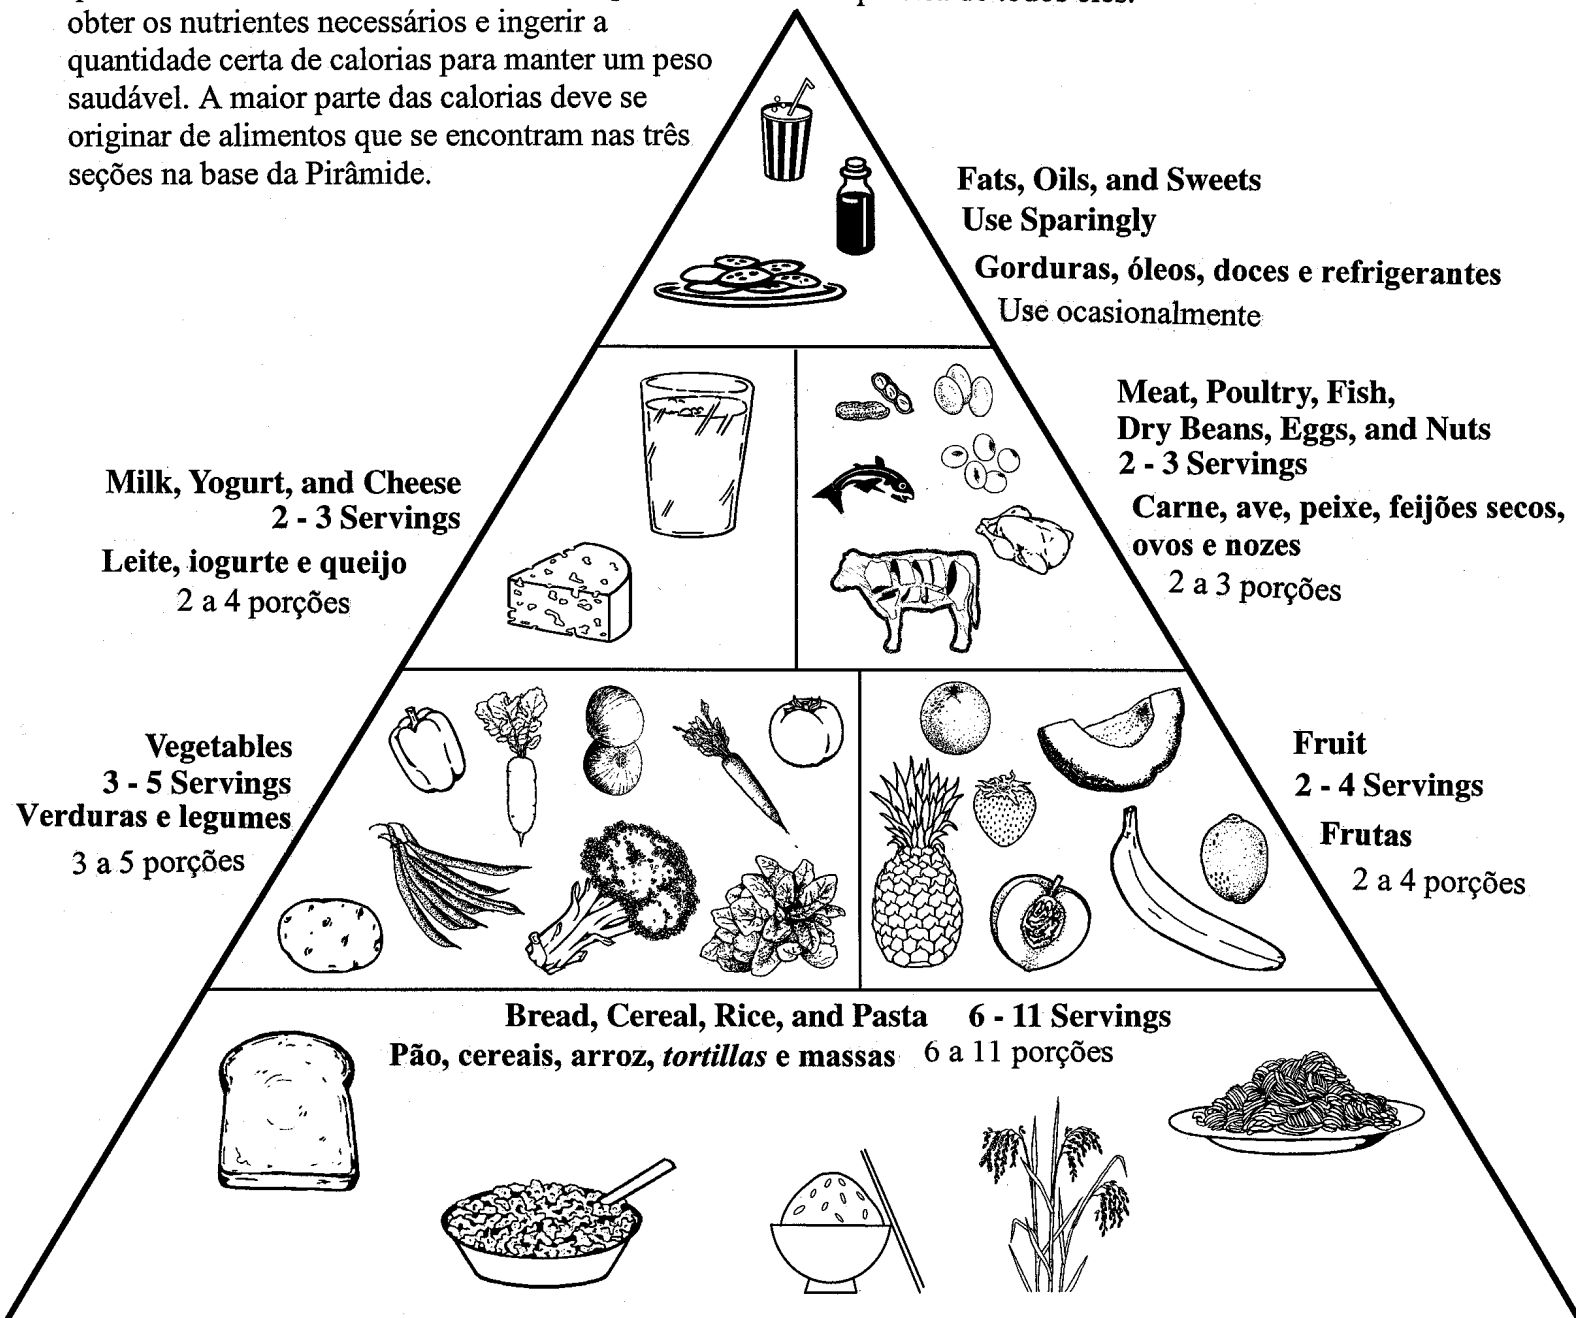 obter os nutrientes necessários e ingerir a
quantidade certa de calorias para manter um peso
saudável. A maior parte das calorias deve se
originar de alimentos que se encontram nas três
seções na base da Pirâmide.
Fats, Oils, and Sweets
Use Sparingly
Gorduras, óleos, doces e refrigerantes
Use ocasionalmente
Milk, Yogurt, and Cheese
2 - 3 Servings
Leite, iogurte e queijo
2 a 4 porções
Meat, Poultry, Fish,
Dry Beans, Eggs, and Nuts
2 - 3 Servings
Carne, ave, peixe, feijões secos,
ovos e nozes
2 a 3 porções
Vegetables
3 - 5 Servings
Verduras e legumes
3 a 5 porções
Fruit
2 - 4 Servings
Frutas
2 a 4 porções
Bread, Cereal, Rice, and Pasta 6 - 11 Servings
Pão, cereais, arroz, tortillas e massas 6 a 11 porções